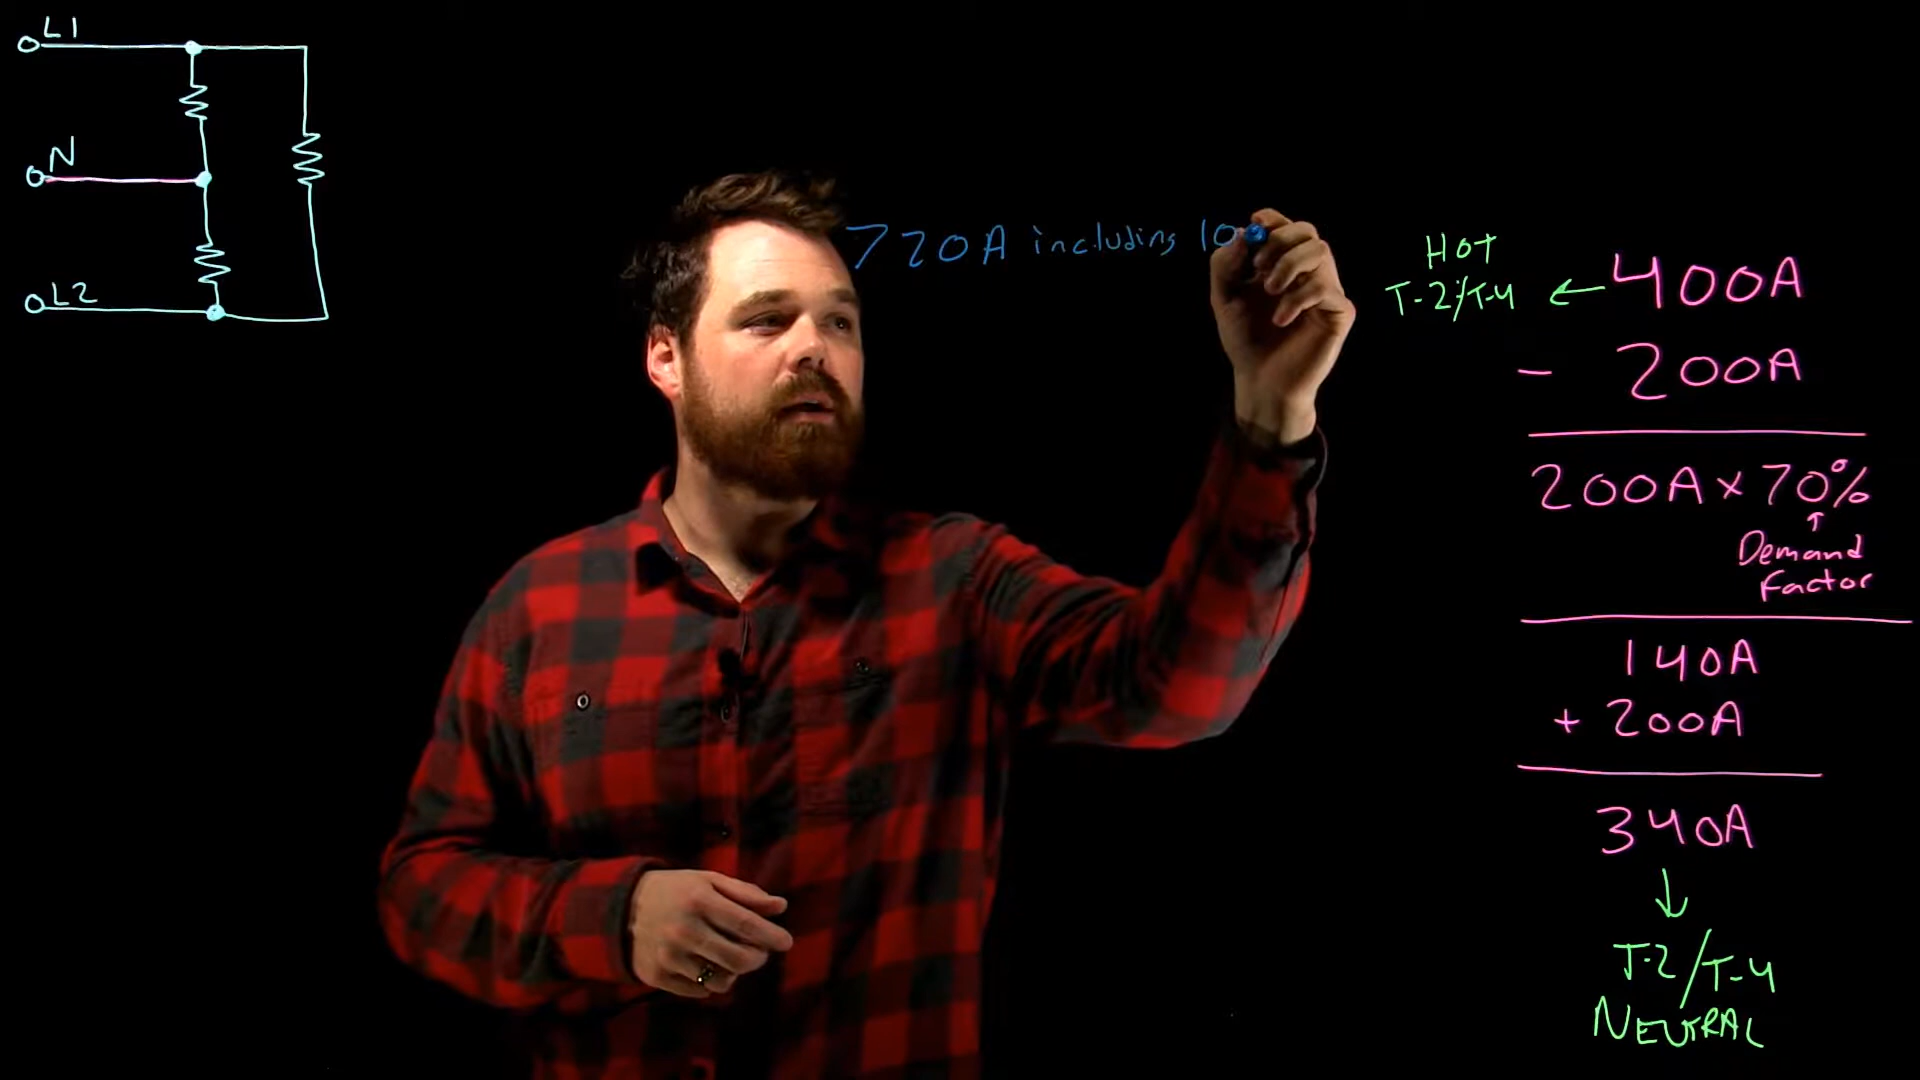 L1
N
L2
720A including 10
HOT
T-2/T-4 ← 400A
- 200A
200A x 70%
↑
Demand
Factor
140A
+ 200A
340A
↓
T-2/T-4
NEUTRAL